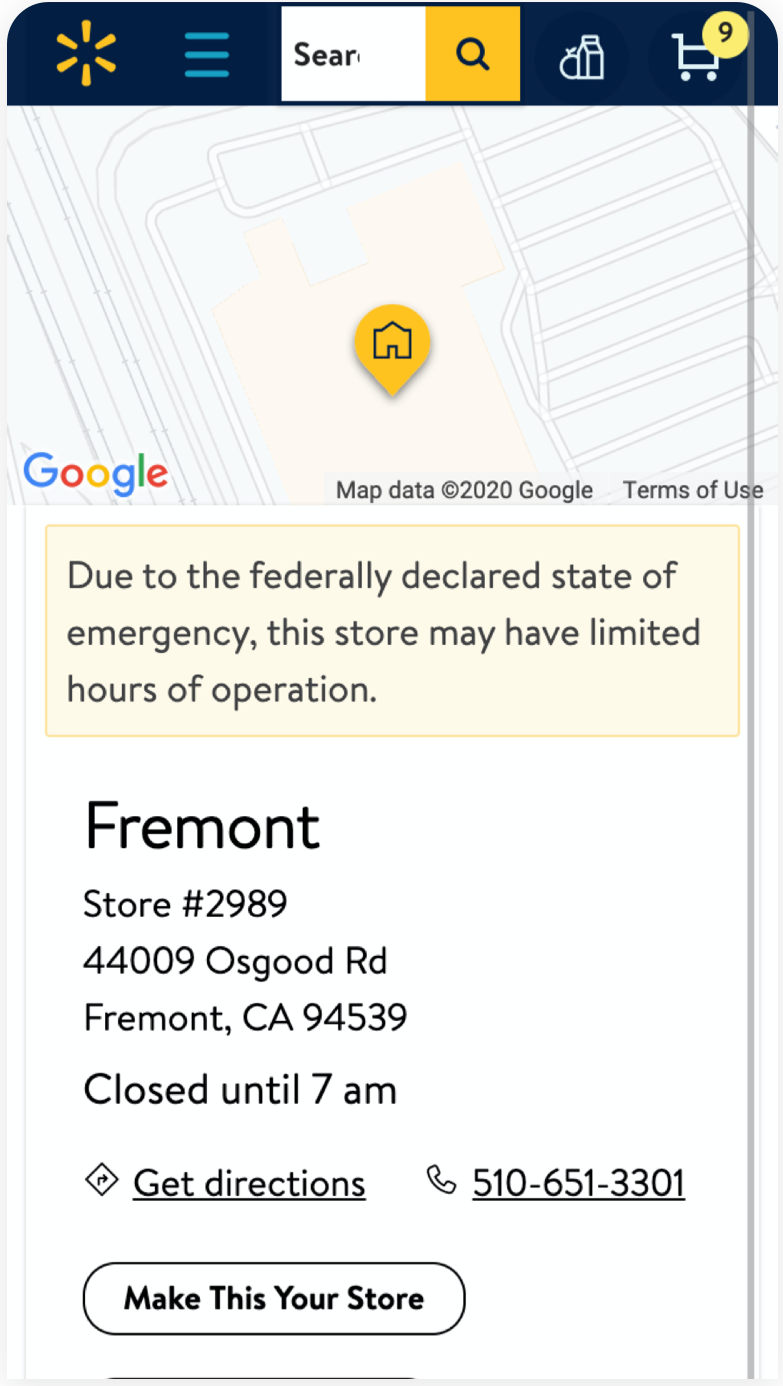 Sear
9
Google
Map data ©2020 Google
Terms of Use
Due to the federally declared state of
emergency, this store may have limited
hours of operation.
Fremont
Store #2989
44009 Osgood Rd
Fremont, CA 94539
Closed until 7 am
Get directions
510-651-3301
Make This Your Store